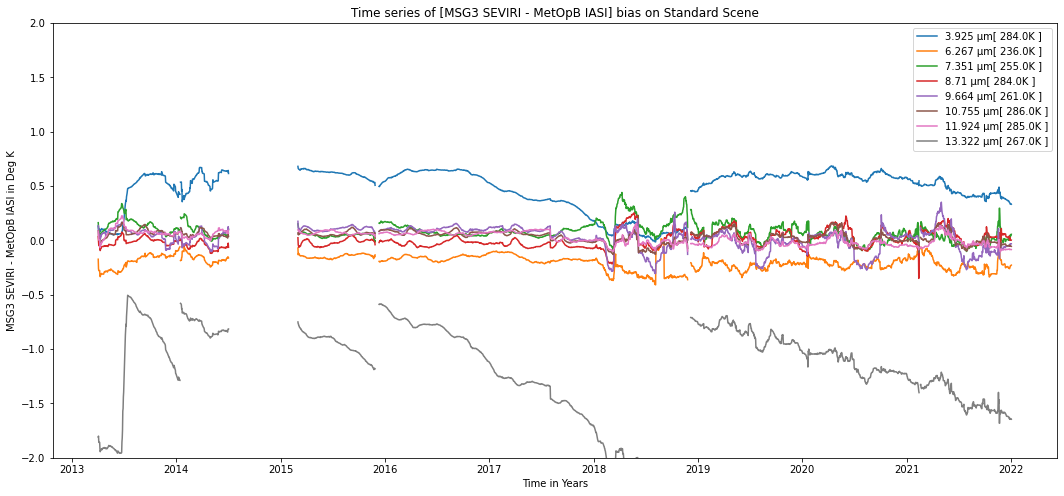 Time series of [MSG3 SEVIRI - MetOpB IASI] bias on Standard Scene
MSG3 SEVIRI - MetOpB IASI in Deg K
2.0
1.5
1.0
0.5
0.0
−0.5
−1.0
−1.5
−2.0
3.925 μm[ 284.0K ]
6.267 μm[ 236.0K ]
7.351 μm[ 255.0K ]
8.71 μm[ 284.0K ]
9.664 μm[ 261.0K ]
10.755 μm[ 286.0K ]
11.924 μm[ 285.0K ]
13.322 μm[ 267.0K ]
2013 2014 2015 2016 2017 2018 2019 2020 2021 2022
Time in Years